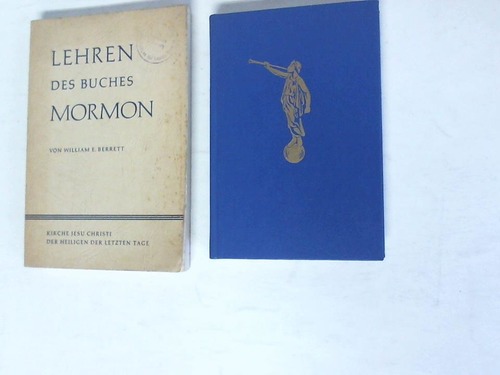 LEHREN
DES BUCHES
MORMON
VON WILLIAM E. BERRETT
KIRCHE JESU CHRISTI
DER HEILIGEN DER LETZTEN TAGE